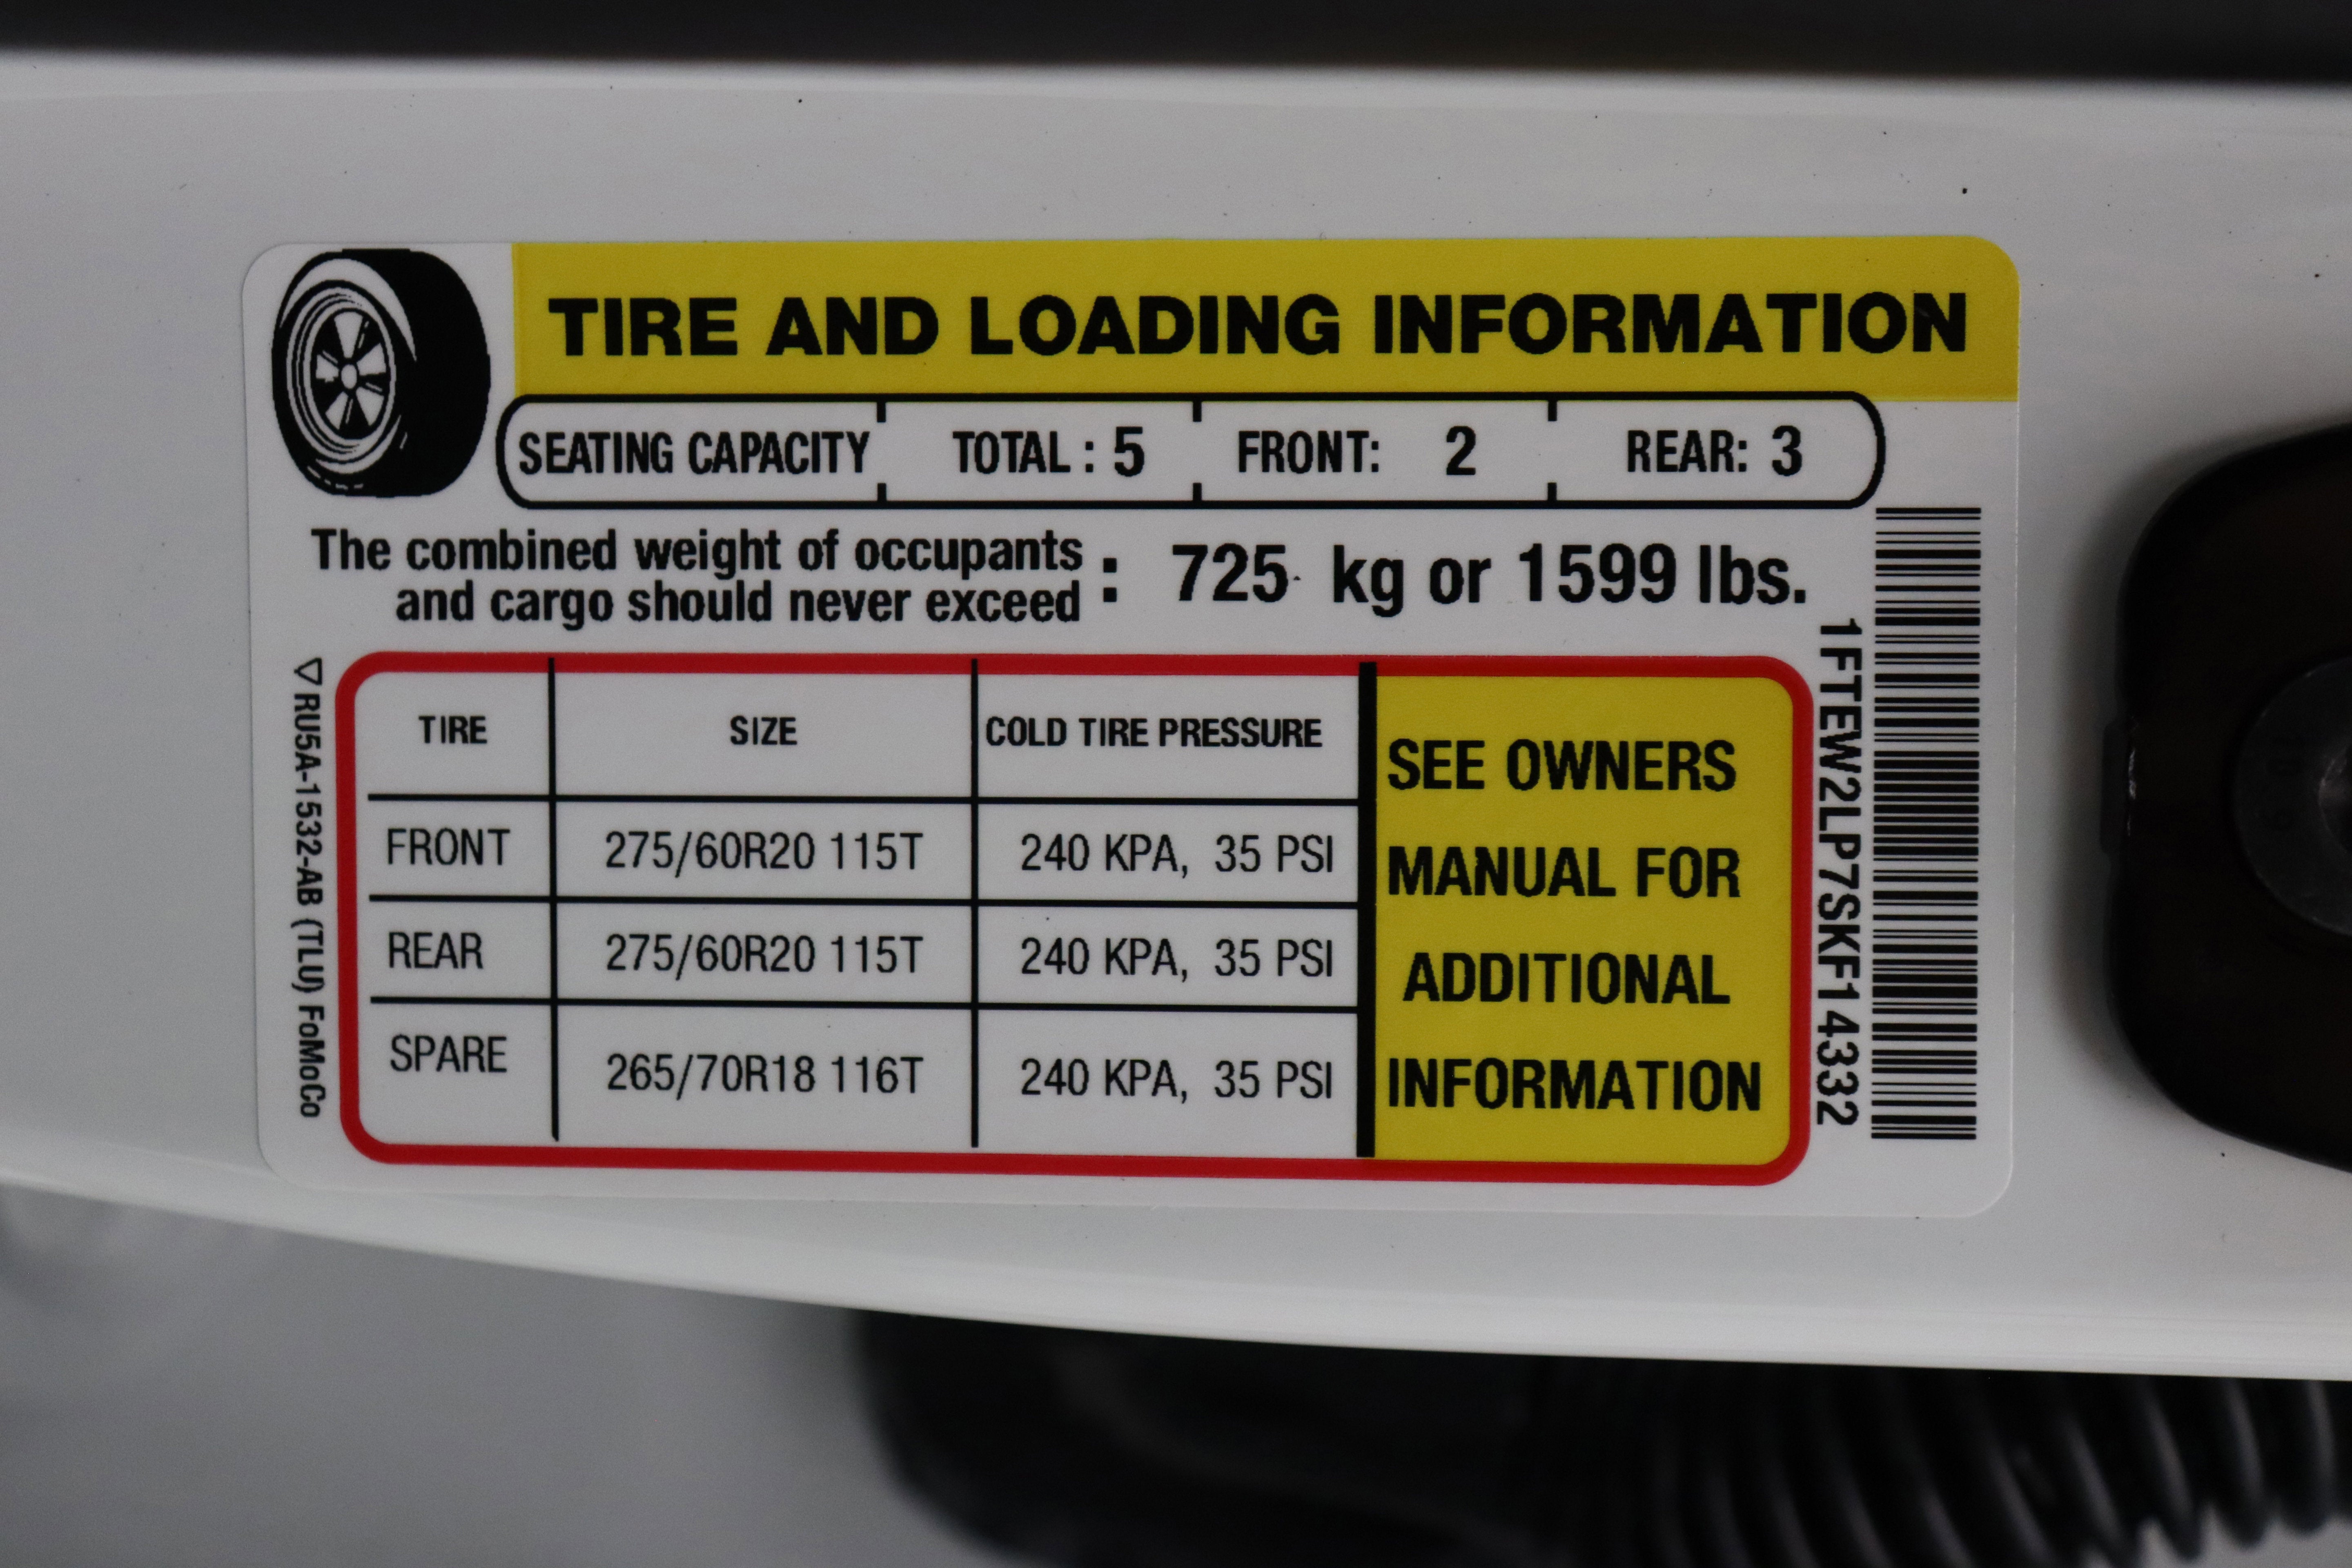 TIRE AND LOADING INFORMATION
SEATING CAPACITY TOTAL : 5 FRONT: 2 REAR: 3
The combined weight of occupants
and cargo should never exceed : 725 kg or 1599 lbs.
TIRE SIZE COLD TIRE PRESSURE
FRONT 275/60R20 115T 240 KPA, 35 PSI
REAR 275/60R20 115T 240 KPA, 35 PSI
SPARE 265/70R18 116T 240 KPA, 35 PSI
SEE OWNERS
MANUAL FOR
ADDITIONAL
INFORMATION
1FTEW2LP7SKF14332
RU5A-1532-AB (TLU) FoMoCo